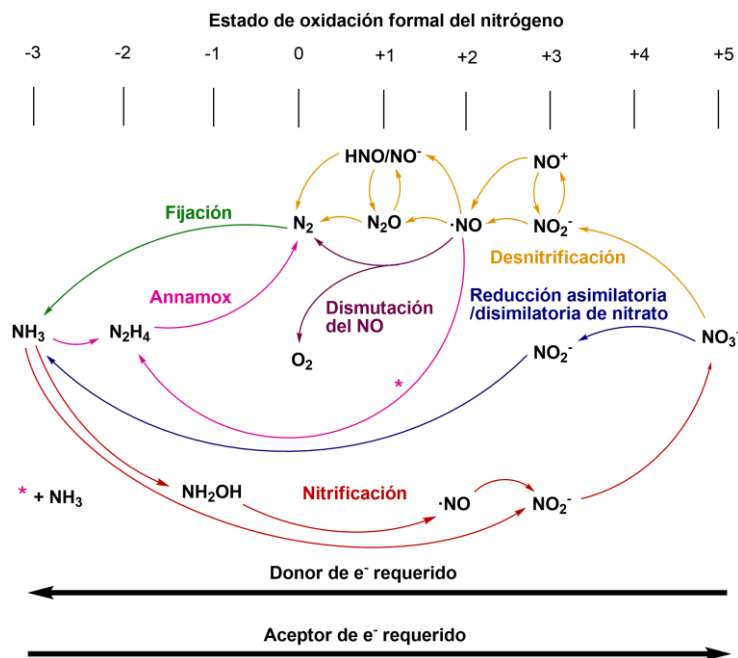 Estado de oxidación formal del nitrógeno
-3 -2 -1 0 +1 +2 +3 +4 +5
HNO/NO⁻ NO⁺
Fijación
N₂ N₂O ·NO NO₂⁻
Desnitrificación
Annamox
Dismutación
del NO
Reducción asimilatoria
/disimilatoria de nitrato
NH₃ N₂H₄ NO₃⁻
O₂ NO₂⁻
*
* + NH₃
NH₂OH Nitrificación ·NO NO₂⁻
Donor de e⁻ requerido
Aceptor de e⁻ requerido